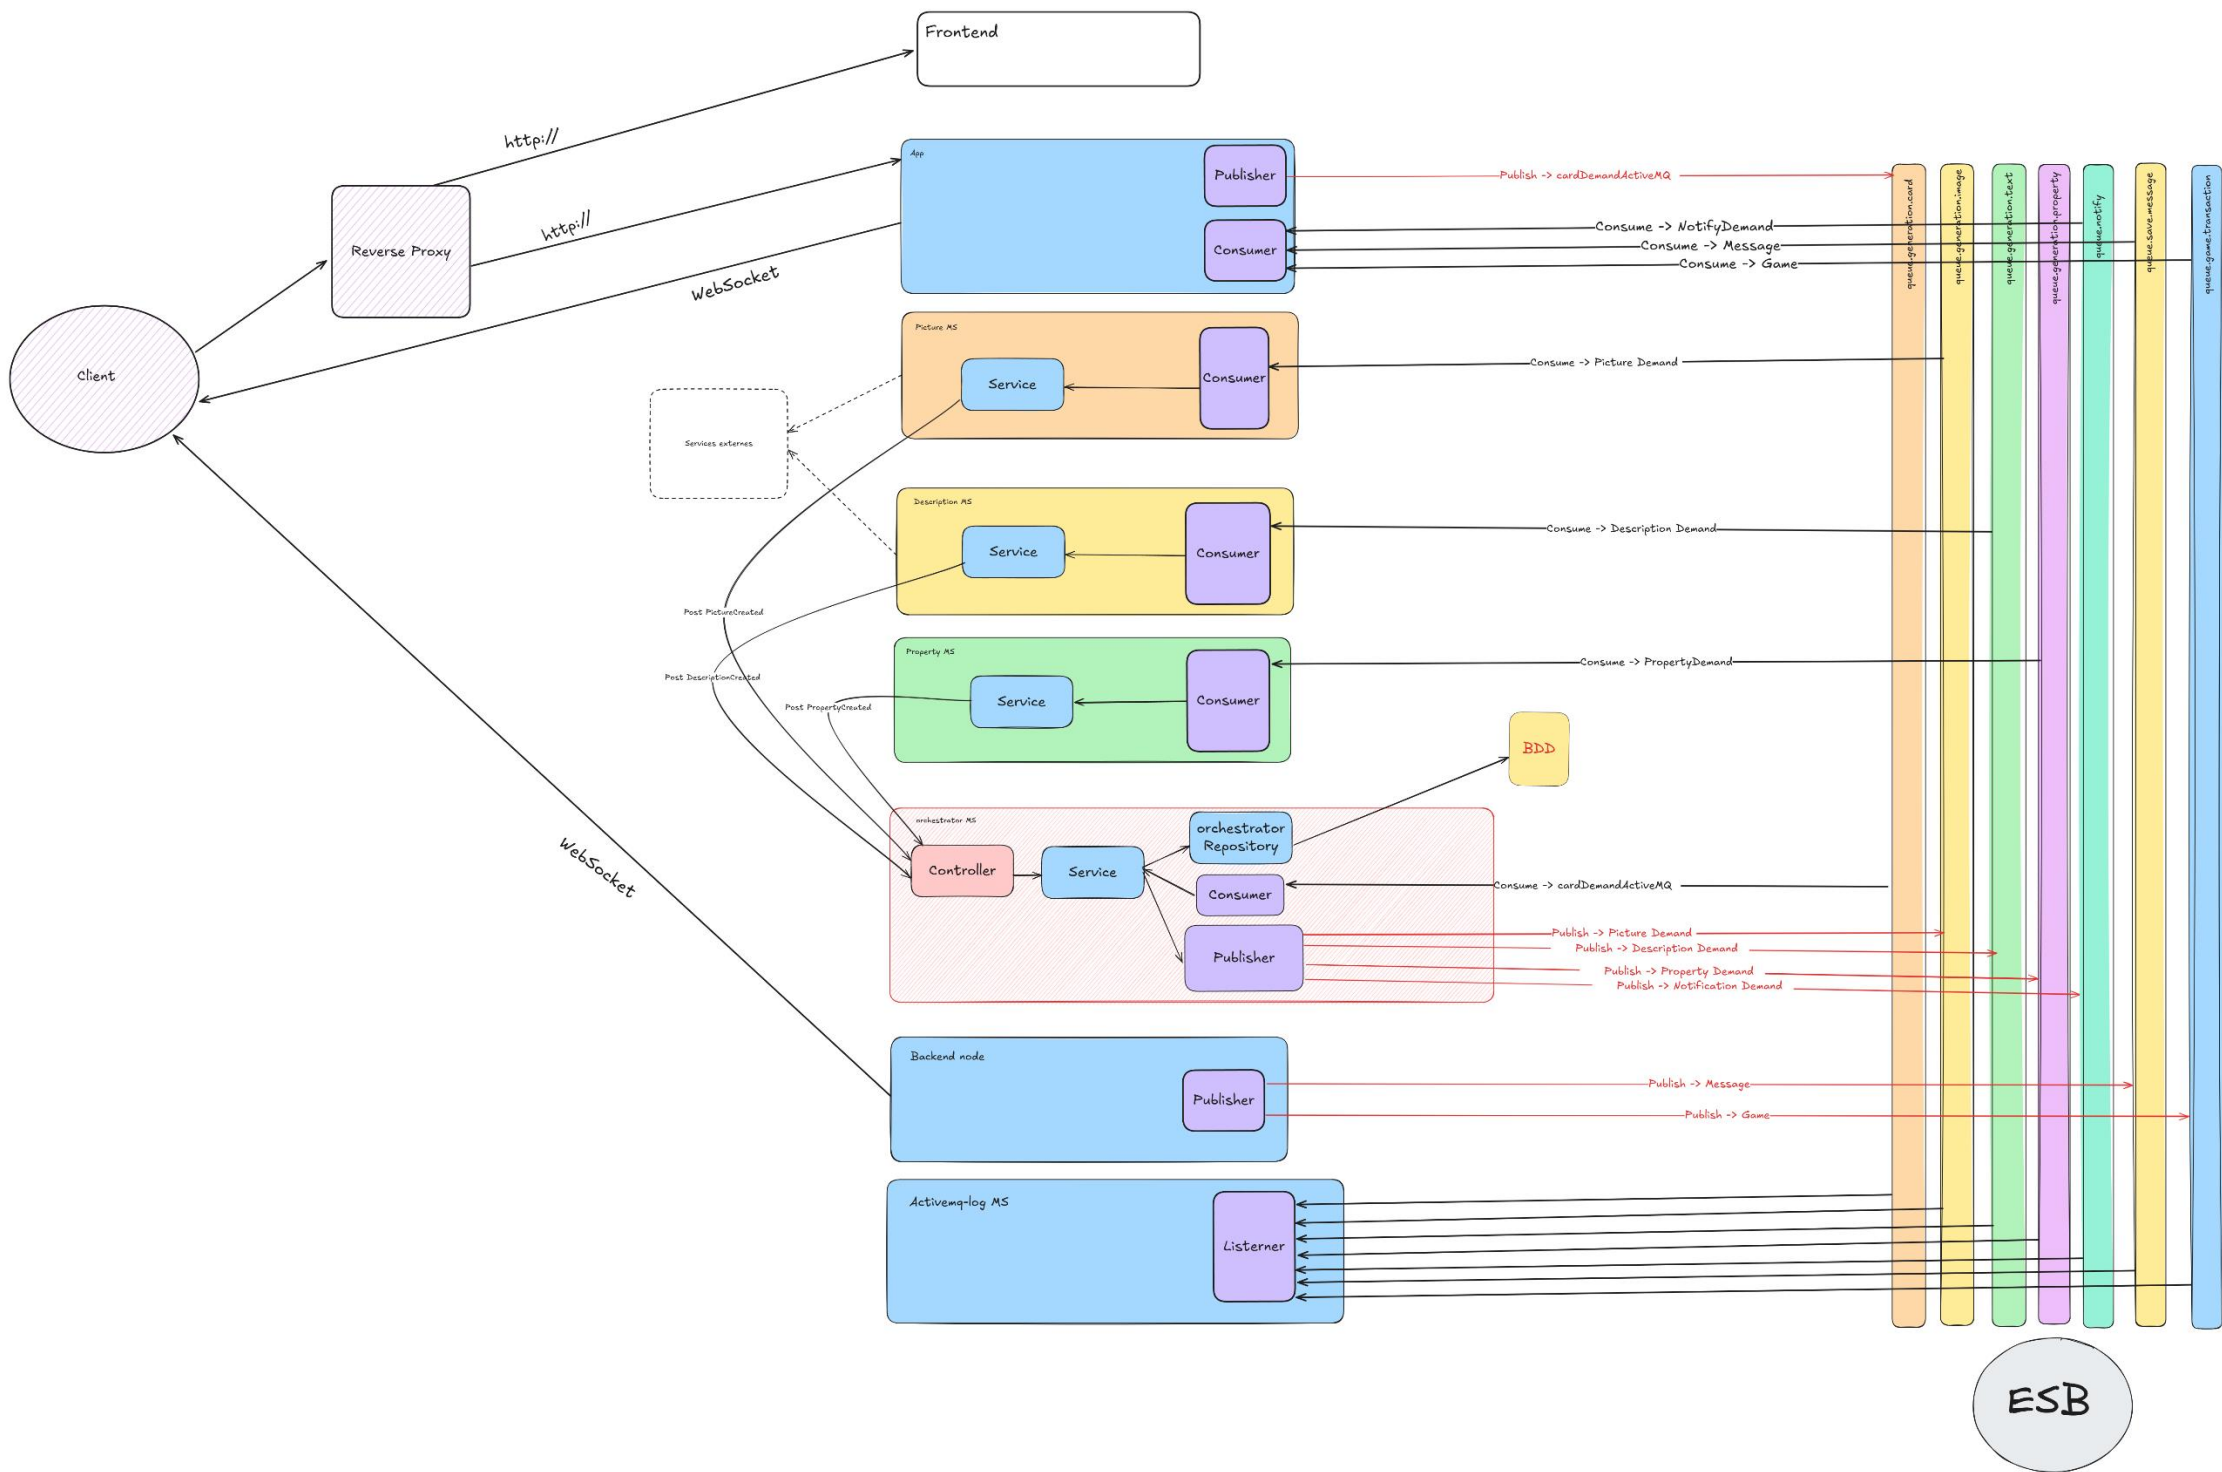 Frontend
http://
App
Publisher
Publish -> cardDemandActiveMQ
queue.generation.card
queue.generation.image
queue.generation.text
queue.generation.property
queue.notify
queue.save.message
queue.game.transaction
Reverse Proxy
http://
Consumer
Consume -> NotifyDemand
Consume -> Message
Consume -> Game
WebSocket
Client
Picture MS
Service
Consumer
Consume -> Picture Demand
Services externes
Description MS
Service
Consumer
Consume -> Description Demand
Post PictureCreated
Property MS
Post DescriptionCreated
Post PropertyCreated
Service
Consumer
Consume -> PropertyDemand
BDD
orchestrator MS
Controller
Service
orchestrator
Repository
Consumer
Consume -> cardDemandActiveMQ
Publisher
Publish -> Picture Demand
Publish -> Description Demand
Publish -> Property Demand
Publish -> Notification Demand
WebSocket
Backend node
Publisher
Publish -> Message
Publish -> Game
Activemq-log MS
Listerner
ESB